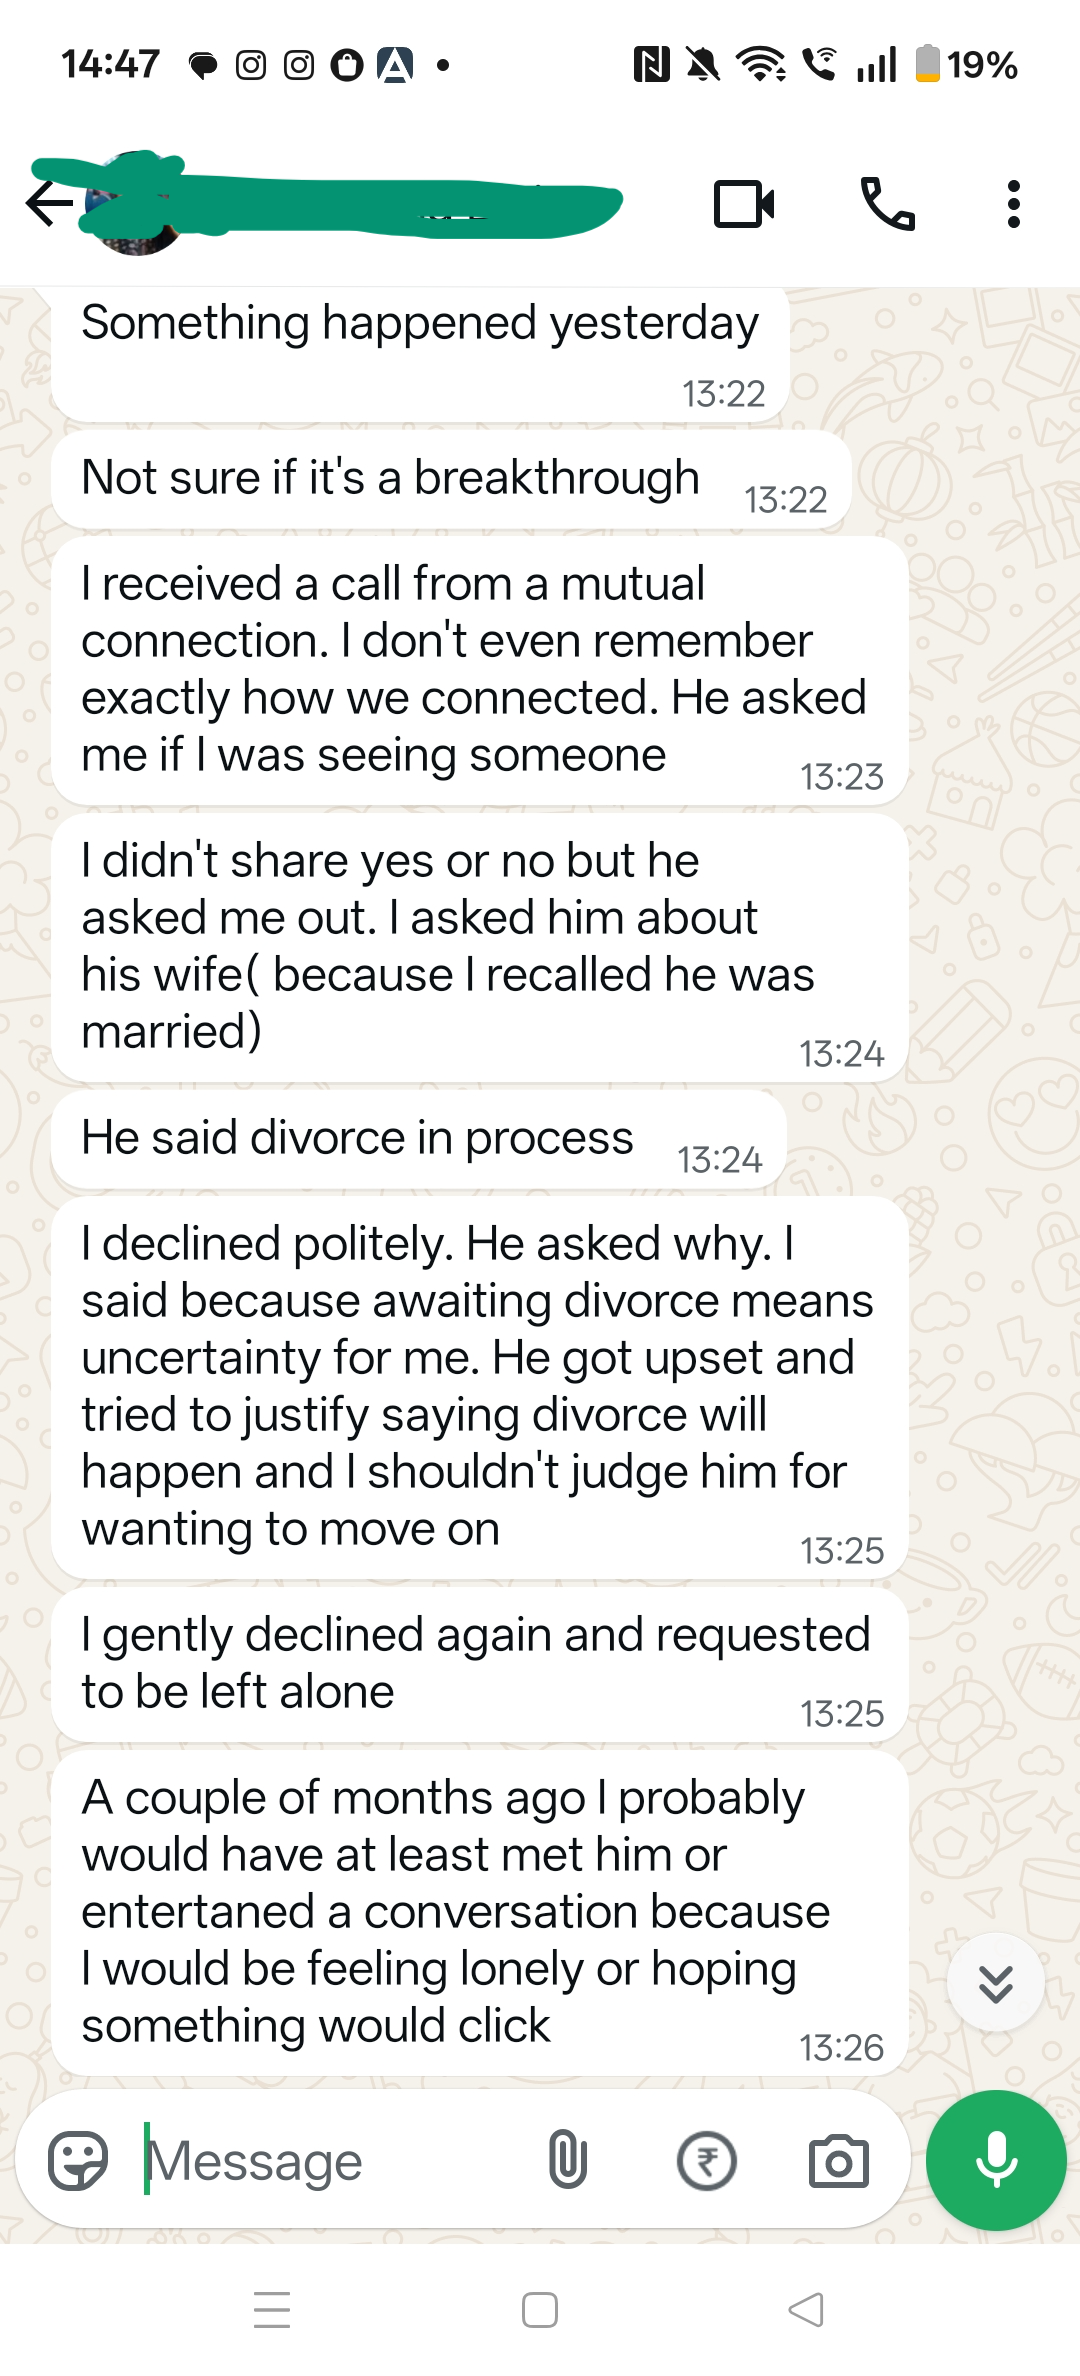 14:47
19%
Something happened yesterday
13:22
Not sure if it's a breakthrough
13:22
I received a call from a mutual
connection. I don't even remember
exactly how we connected. He asked
me if I was seeing someone
13:23
I didn't share yes or no but he
asked me out. I asked him about
his wife( because I recalled he was
married)
13:24
He said divorce in process
13:24
I declined politely. He asked why. I
said because awaiting divorce means
uncertainty for me. He got upset and
tried to justify saying divorce will
happen and I shouldn't judge him for
wanting to move on
13:25
I gently declined again and requested
to be left alone
13:25
A couple of months ago I probably
would have at least met him or
entertaned a conversation because
I would be feeling lonely or hoping
something would click
13:26
Message